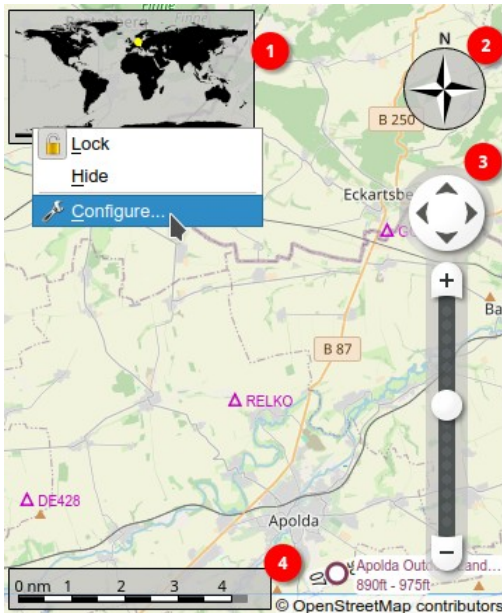 1
N
2
B 250
Lock
Hide
Configure...
3
Eckartsbe
+
Ba
B 87
RELKO
DE428
Apolda
4
Apolda Out
and...
890ft - 975ft
0 nm 1 2 3 4
−
© OpenStreetMap contributors